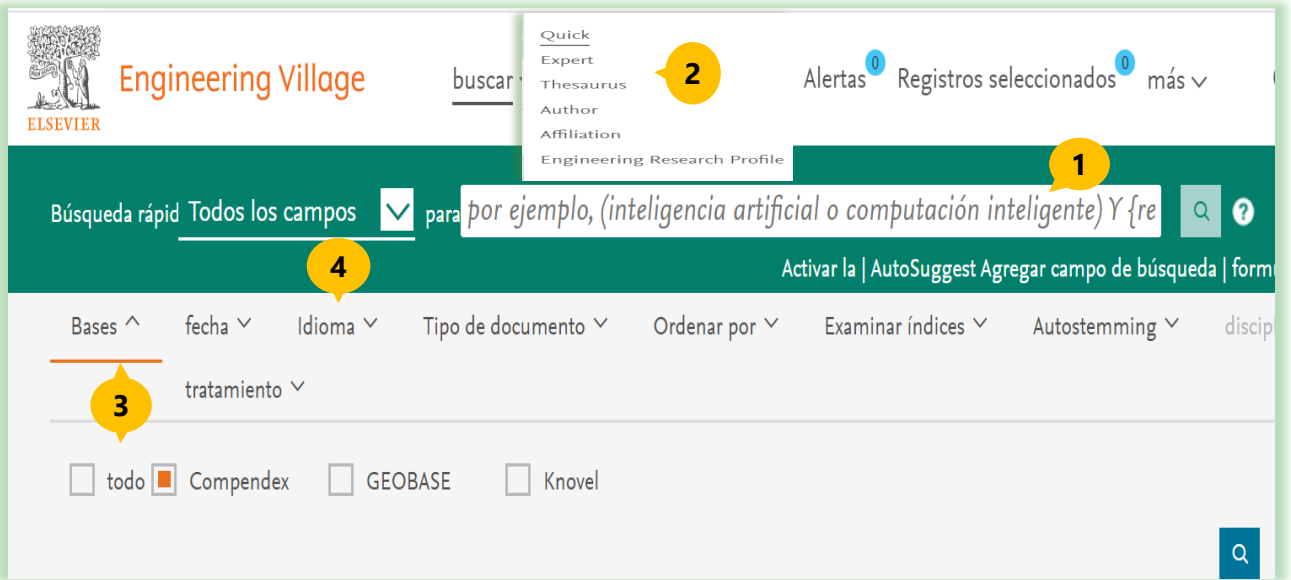 Quick
Expert
Thesaurus
Author
Affiliation
Engineering Research Profile
2
ELSEVIER
Engineering Village
buscar
Alertas 0 Registros seleccionados 0 más
1
Búsqueda rápid Todos los campos para por ejemplo, (inteligencia artificial o computación inteligente) Y {re
?
4
Activar la | AutoSuggest Agregar campo de búsqueda | form
Bases fecha Idioma Tipo de documento Ordenar por Examinar índices Autostemming discipl
tratamiento
3
todo Compendex GEOBASE Knovel